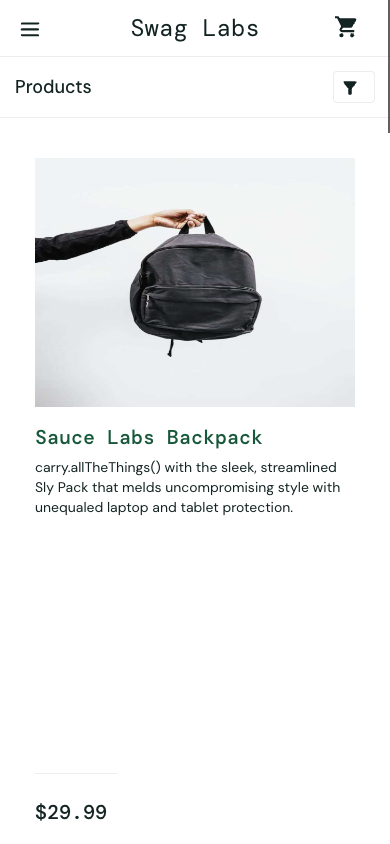 Swag Labs
Products
Sauce Labs Backpack
carry.allTheThings() with the sleek, streamlined
Sly Pack that melds uncompromising style with
unequaled laptop and tablet protection.
$29.99